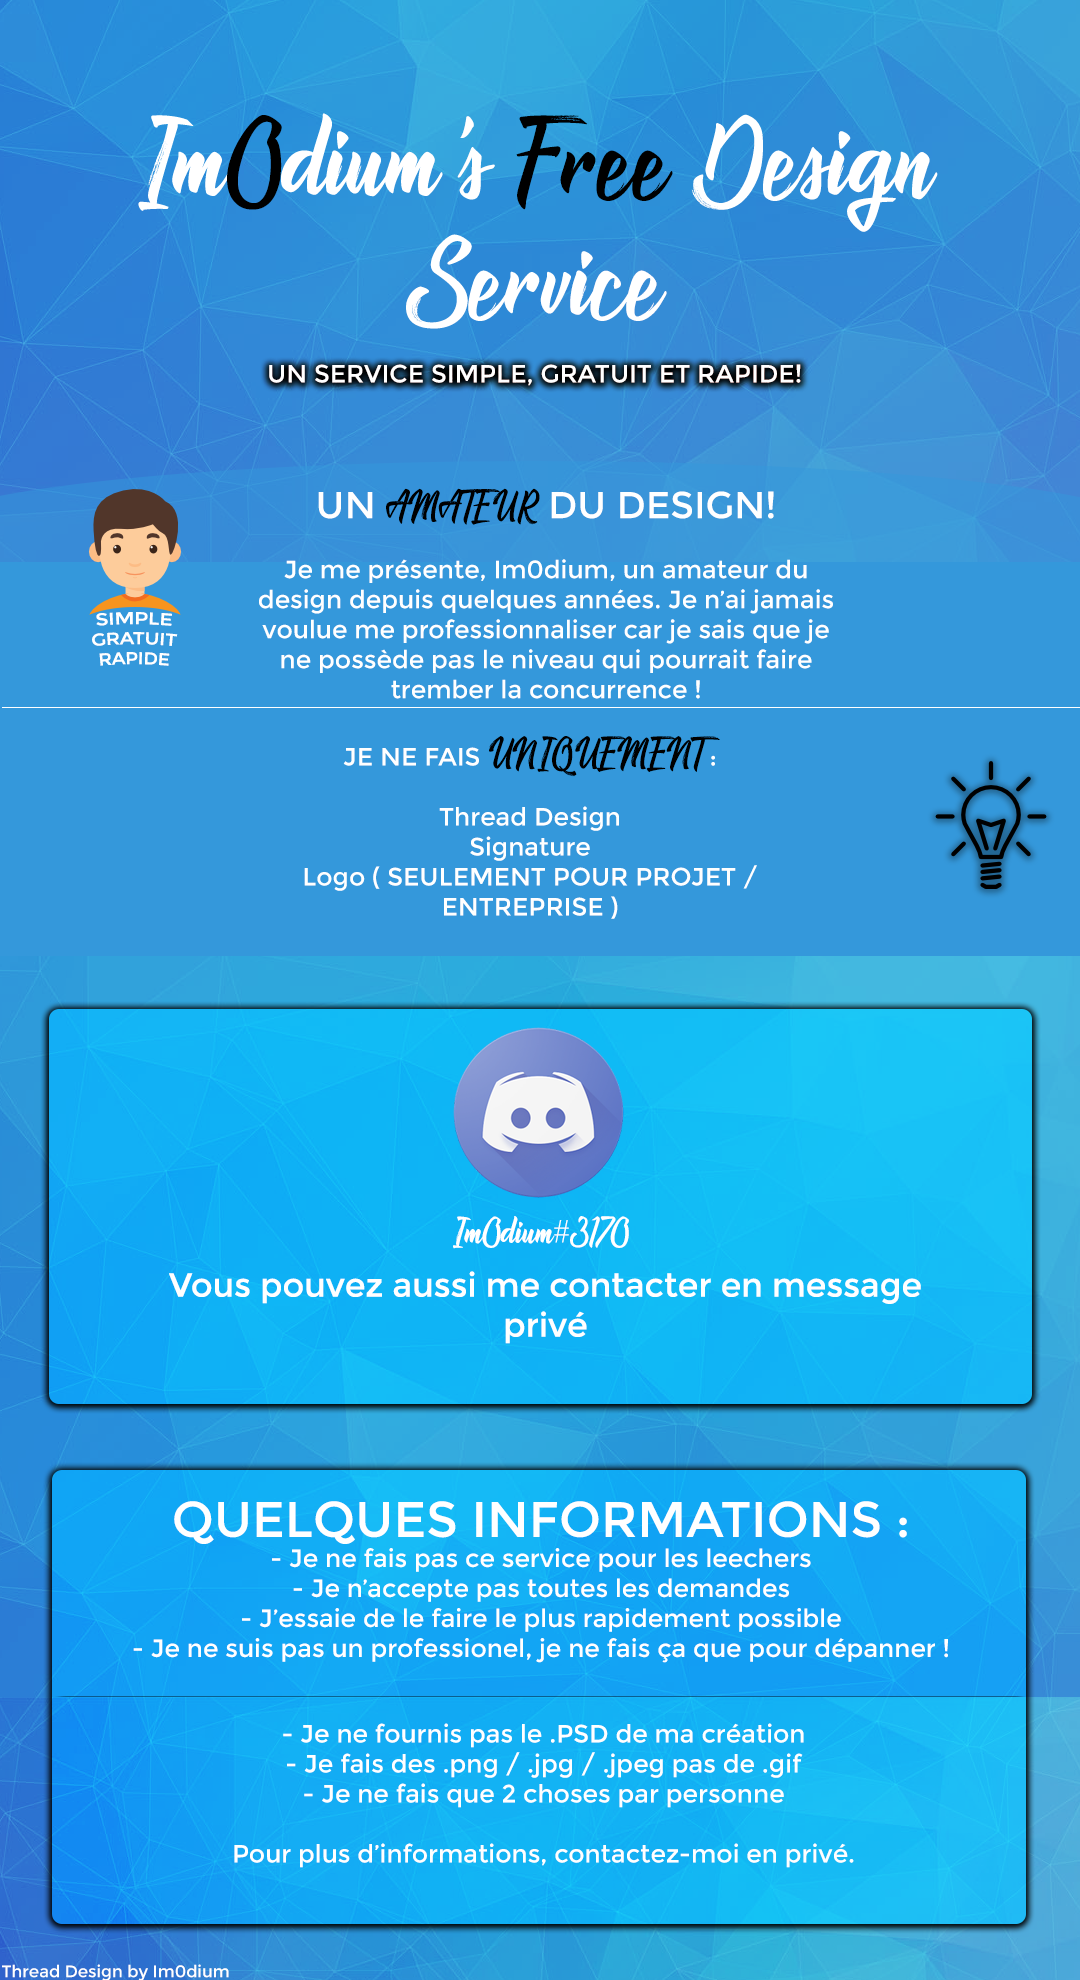 Im0dium's Free Design
Service
UN SERVICE SIMPLE, GRATUIT ET RAPIDE!
UN AMATEUR DU DESIGN!
Je me présente, Im0dium, un amateur du
design depuis quelques années. Je n'ai jamais
voulue me professionnaliser car je sais que je
ne possède pas le niveau qui pourrait faire
trember la concurrence !
SIMPLE
GRATUIT
RAPIDE
JE NE FAIS UNIQUEMENT :
Thread Design
Signature
Logo ( SEULEMENT POUR PROJET /
ENTREPRISE )
Im0dium#3170
Vous pouvez aussi me contacter en message
privé
QUELQUES INFORMATIONS :
- Je ne fais pas ce service pour les leechers
- Je n'accepte pas toutes les demandes
- J'essaie de le faire le plus rapidement possible
- Je ne suis pas un professionel, je ne fais ça que pour dépanner !
- Je ne fournis pas le .PSD de ma création
- Je fais des .png / .jpg / .jpeg pas de .gif
- Je ne fais que 2 choses par personne
Pour plus d'informations, contactez-moi en privé.
Thread Design by Im0dium